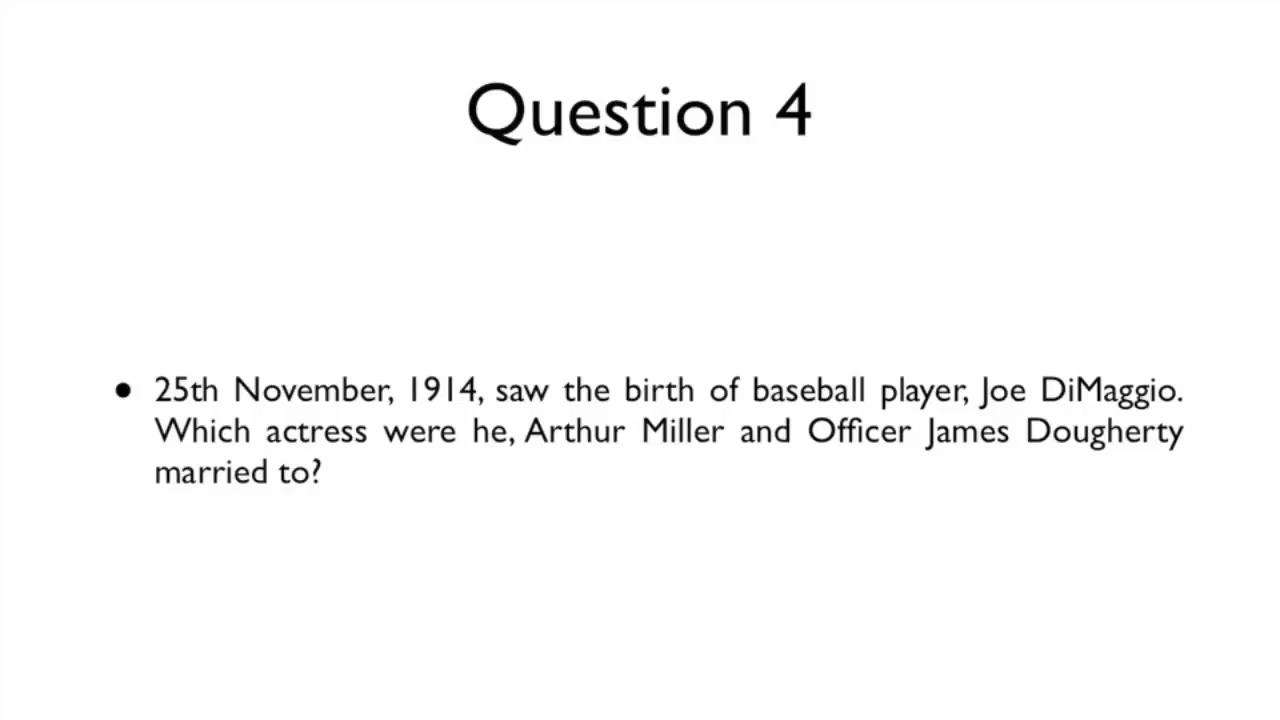 Question 4
• 25th November, 1914, saw the birth of baseball player, Joe DiMaggio.
Which actress were he, Arthur Miller and Officer James Dougherty
married to?